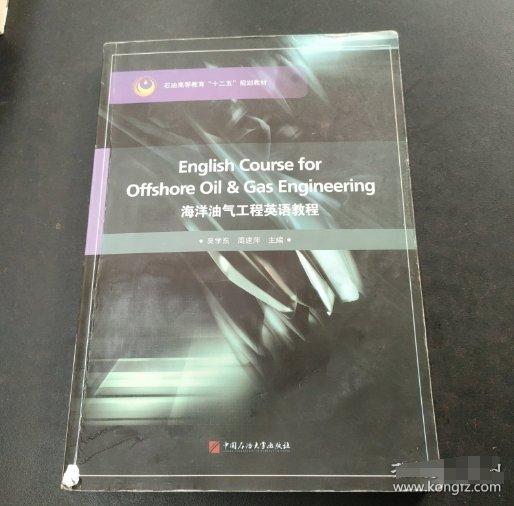 石油高等教育“十二五”规划教材
English Course for
Offshore Oil & Gas Engineering
海洋油气工程英语教程
吴学东 周建萍 主编
中国石油大学出版社
www.kongfz.com